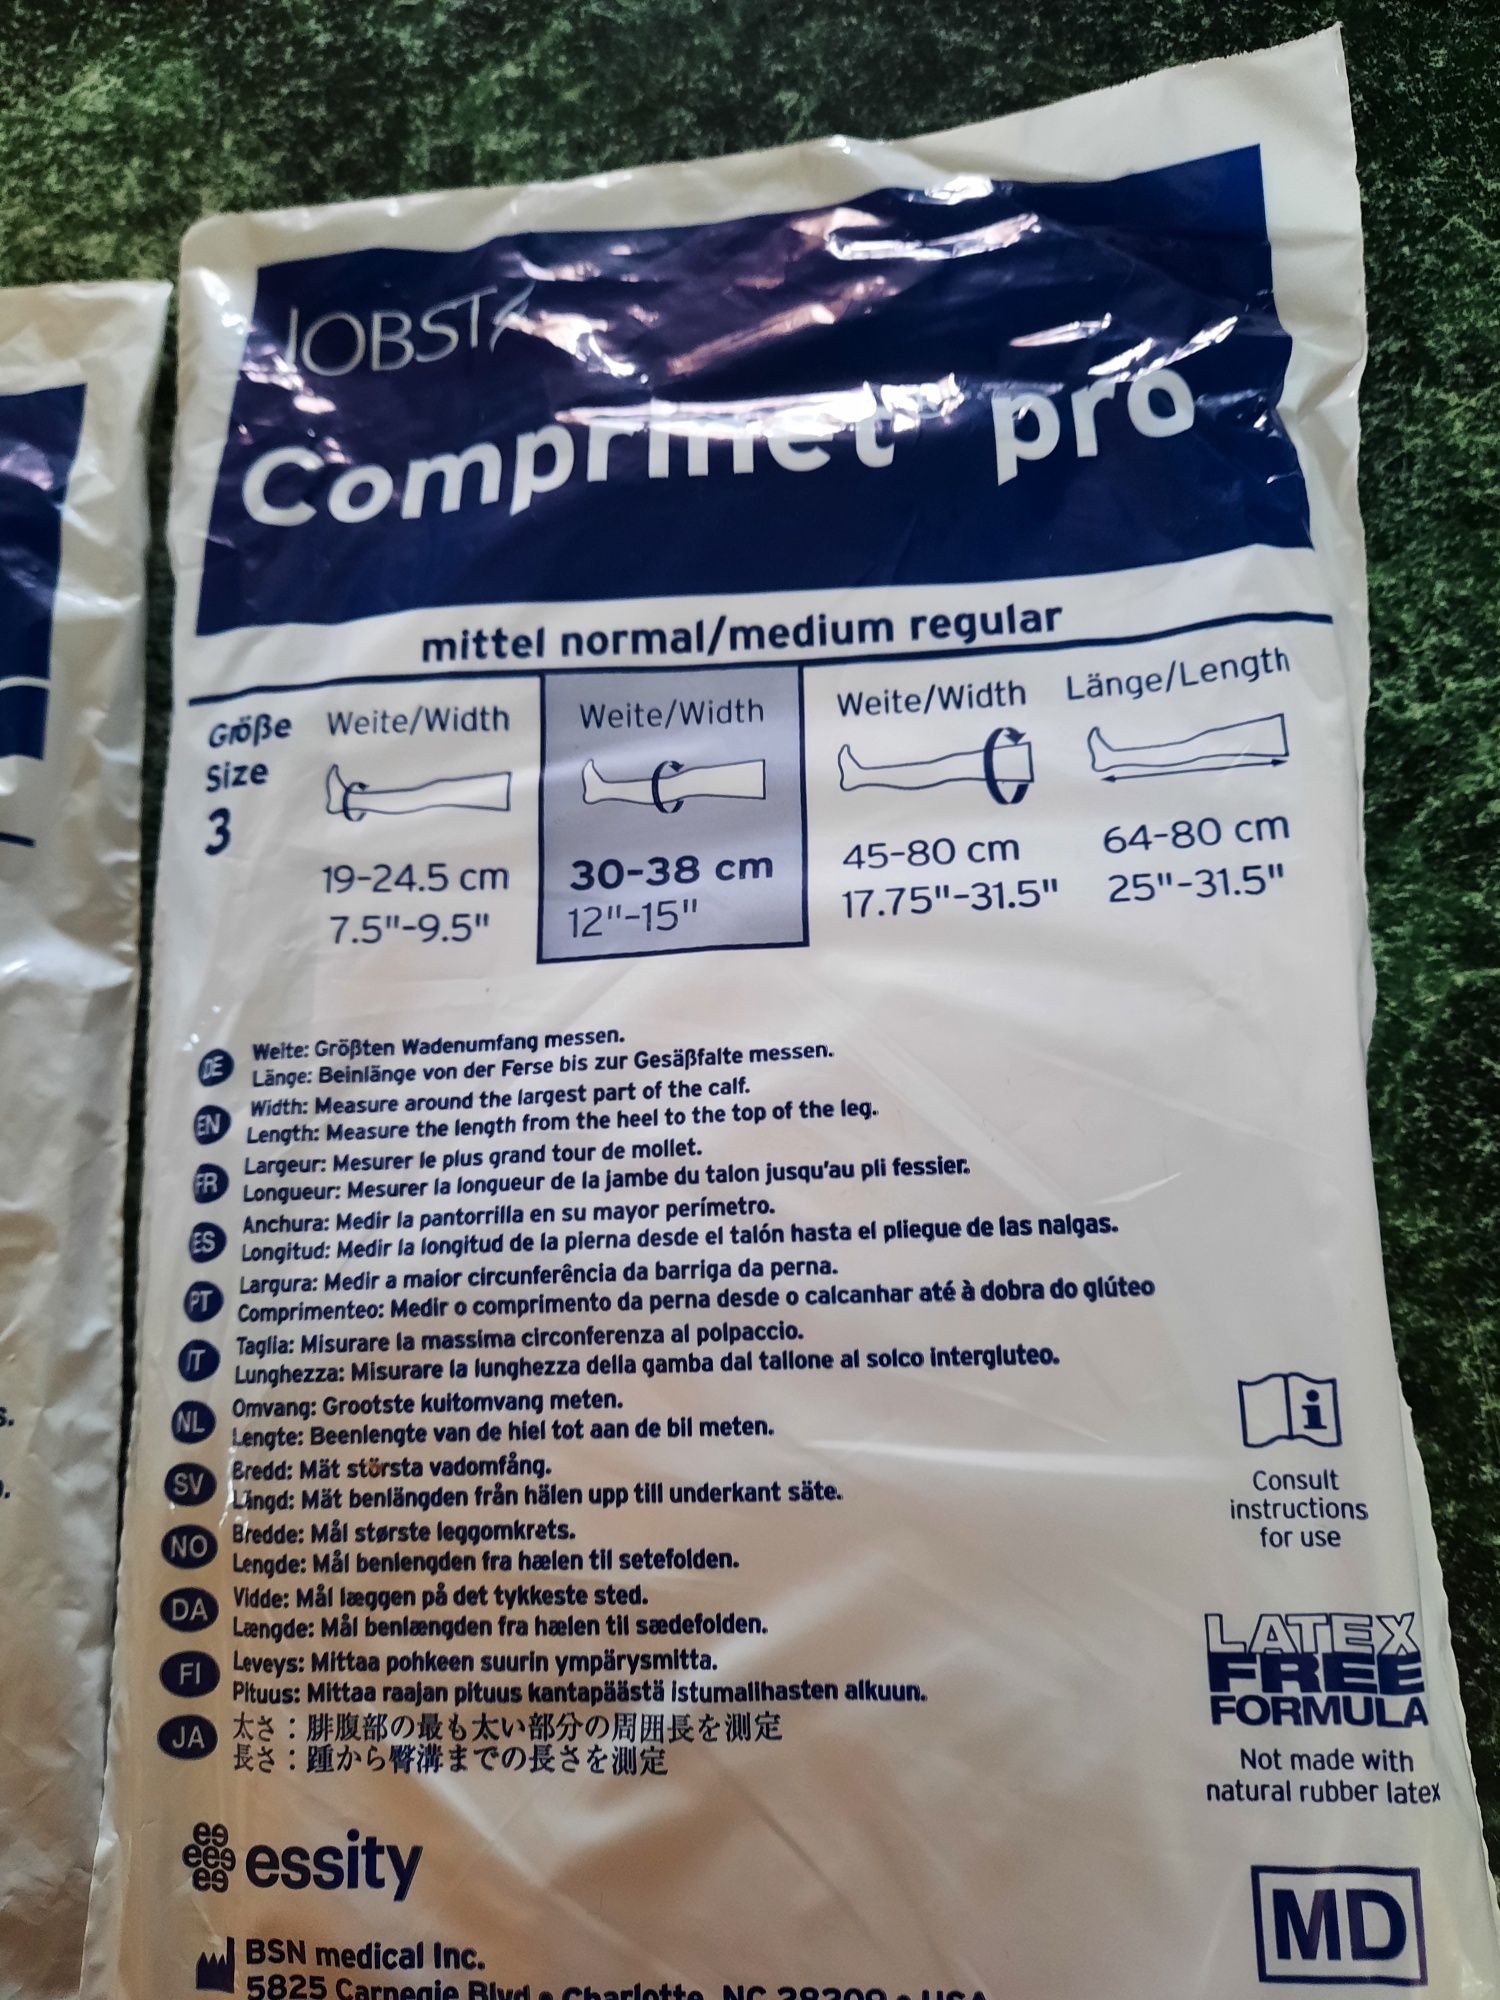 JOBST
Comprinet® pro
mittel normal/medium regular
Größe
Size
3
Weite/Width
19-24.5 cm
7.5"-9.5"
Weite/Width
30-38 cm
12"-15"
Weite/Width
45-80 cm
17.75"-31.5"
Länge/Length
64-80 cm
25"-31.5"
DE
Weite: Größten Wadenumfang messen.
Länge: Beinlänge von der Ferse bis zur Gesäßfalte messen.
EN
Width: Measure around the largest part of the calf.
Length: Measure the length from the heel to the top of the leg.
FR
Largeur: Mesurer le plus grand tour de mollet.
Longueur: Mesurer la longueur de la jambe du talon jusqu'au pli fessier.
ES
Anchura: Medir la pantorrilla en su mayor perímetro.
Longitud: Medir la longitud de la pierna desde el talón hasta el pliegue de las nalgas.
PT
Largura: Medir a maior circunferência da barriga da perna.
Comprimenteo: Medir o comprimento da perna desde o calcanhar até à dobra do glúteo
IT
Taglia: Misurare la massima circonferenza al polpaccio.
Lunghezza: Misurare la lunghezza della gamba dal tallone al solco intergluteo.
NL
Omvang: Grootste kuitomvang meten.
Lengte: Beenlengte van de hiel tot aan de bil meten.
SV
Bredd: Mät största vadomfång.
Längd: Mät benlängden från hälen upp till underkant säte.
NO
Bredde: Mål største leggomkrets.
Lengde: Mål benlengden fra hælen til setefolden.
DA
Vidde: Mål læggen på det tykkeste sted.
Længde: Mål benlængden fra hælen til sædefolden.
FI
Leveys: Mittaa pohkeen suurin ympärysmitta.
Pituus: Mittaa raajan pituus kantapäästä istumalihasten alkuun.
JA
太さ：腓腹部の最も太い部分の周囲長を測定
長さ：踵から臀溝までの長さを測定
Consult
instructions
for use
LATEX
FREE
FORMULA
Not made with
natural rubber latex
essity
MD
BSN medical Inc.
5825 Carnegie Blvd • Charlotte, NC 28209 • USA